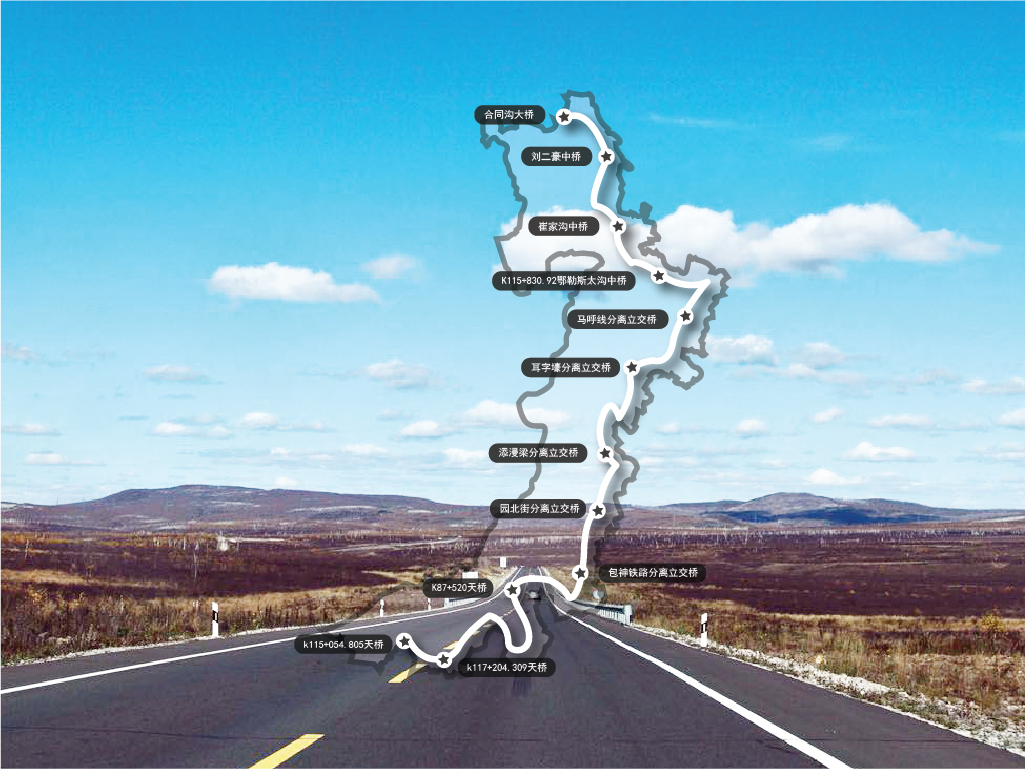 合同沟大桥
刘二豪中桥
崔家沟中桥
K115+830.92鄂勒斯太沟中桥
马呼线分离立交桥
耳字壕分离立交桥
添漫梁分离立交桥
园北街分离立交桥
包神铁路分离立交桥
K87+520天桥
k115+054.805天桥
k117+204.309天桥